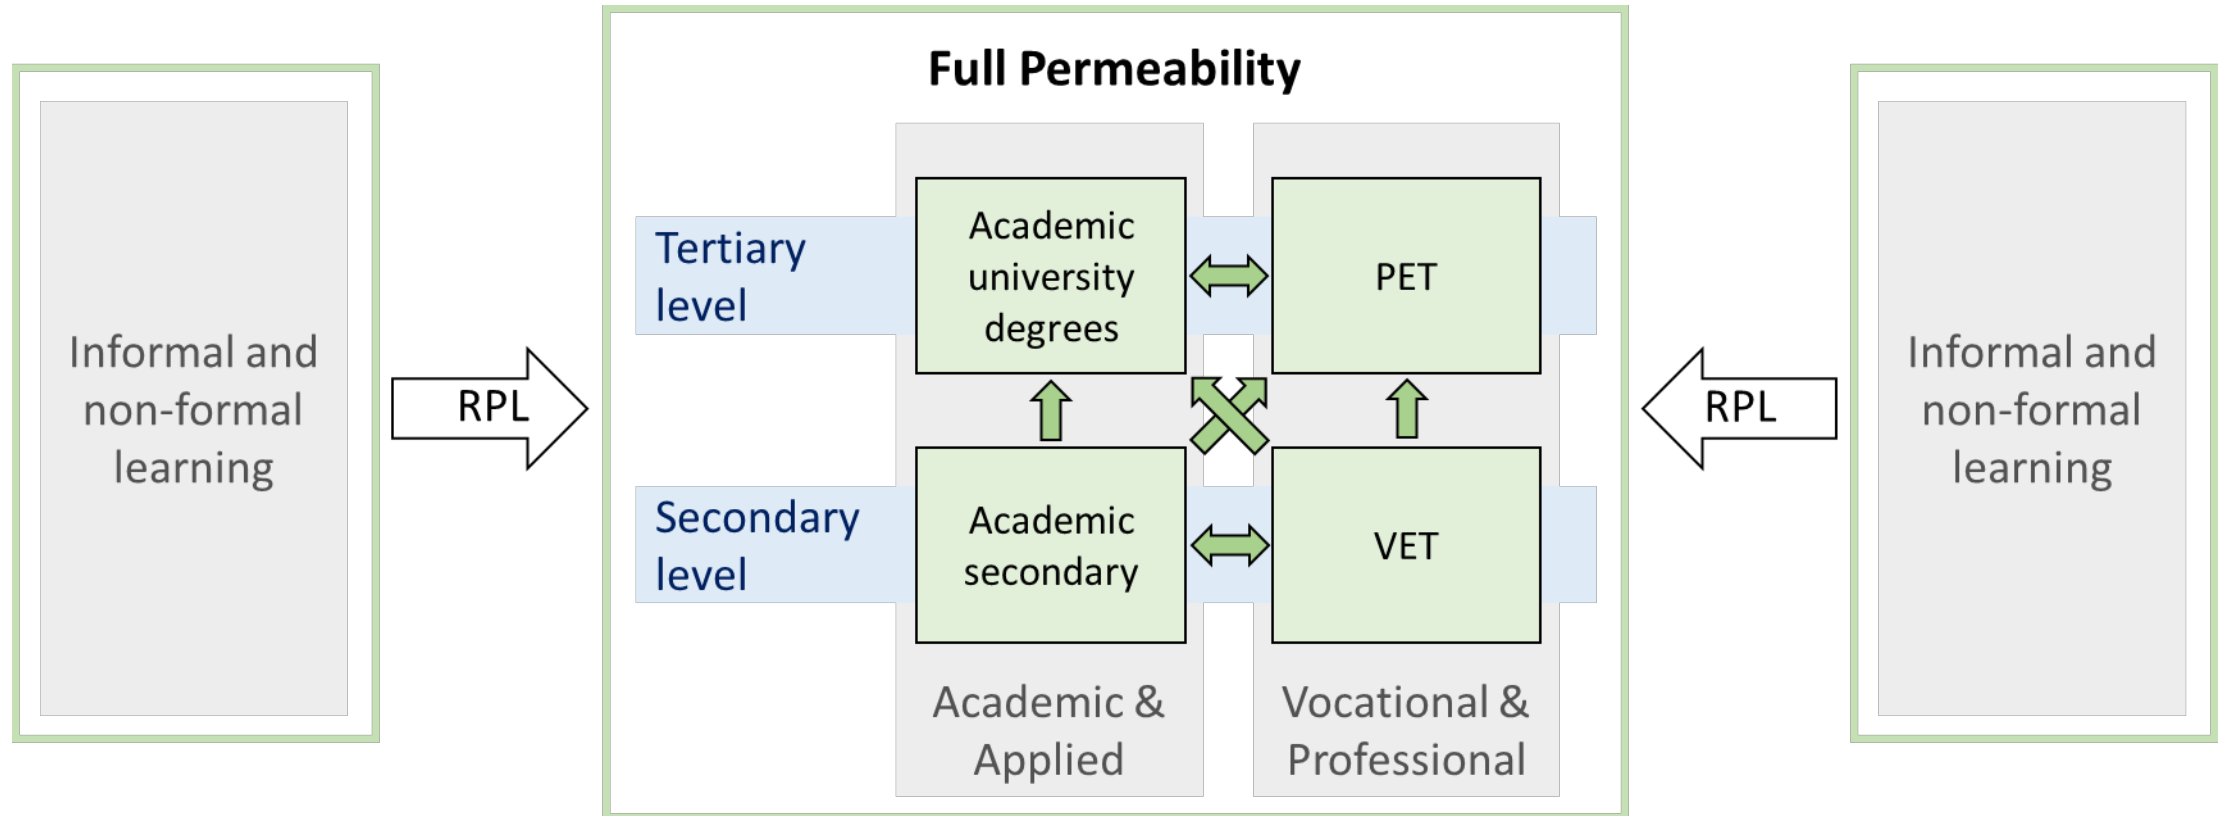 Full Permeability
Informal and
non-formal
learning
RPL
Tertiary
level
Academic
university
degrees
PET
Secondary
level
Academic
secondary
VET
Academic &
Applied
Vocational &
Professional
RPL
Informal and
non-formal
learning